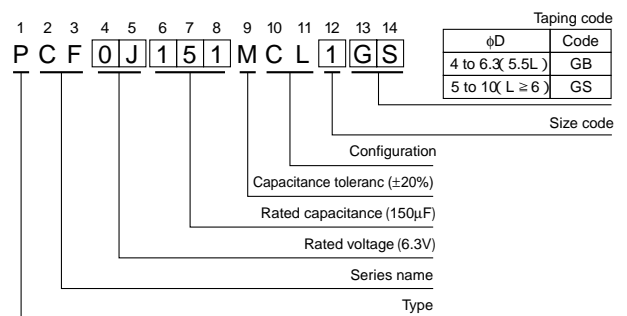 1 2 3 4 5 6 7 8 9 10 11 12 13 14
P C F 0 J 1 5 1 M C L 1 G S
Taping code
φD Code
4 to 6.3( 5.5L ) GB
5 to 10( L ≧ 6 ) GS
Size code
Configuration
Capacitance toleranc (±20%)
Rated capacitance (150μF)
Rated voltage (6.3V)
Series name
Type